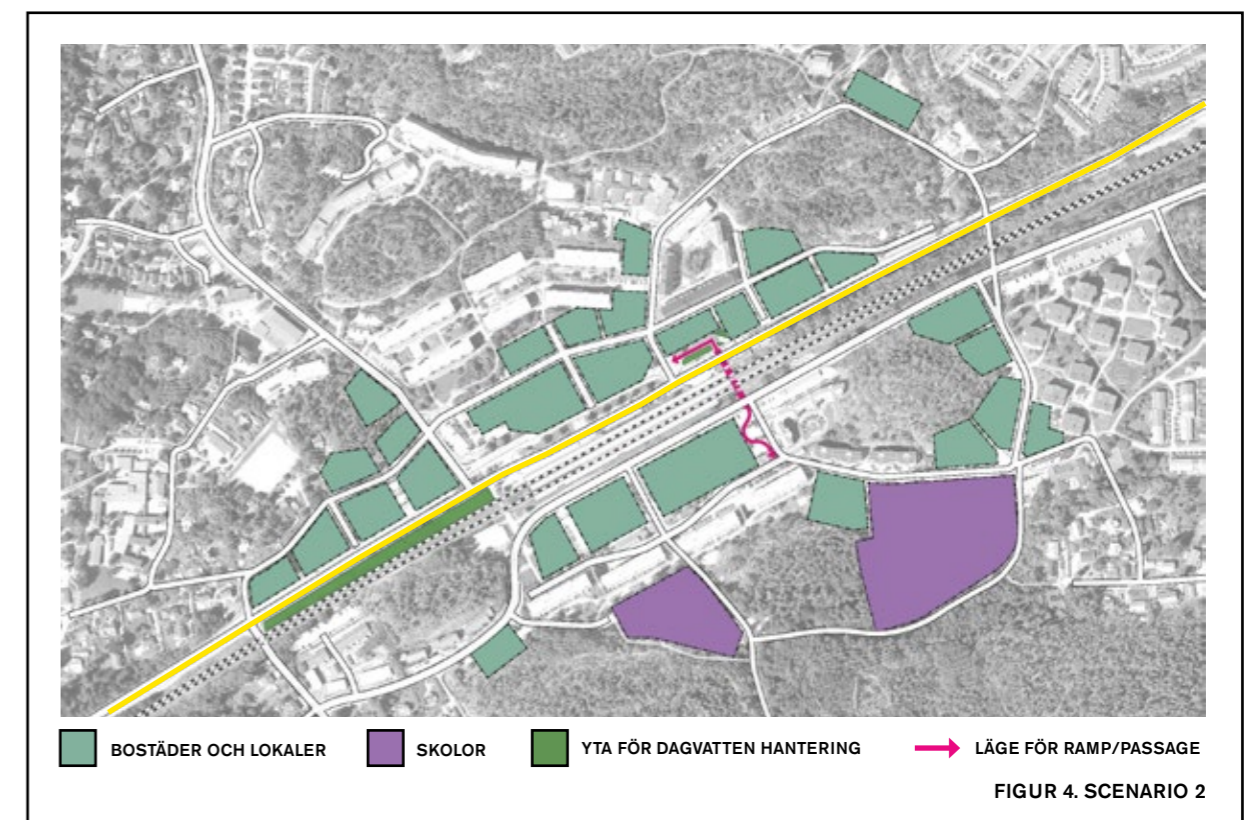 BOSTÄDER OCH LOKALER SKOLOR YTA FÖR DAGVATTEN HANTERING LÄGE FÖR RAMP/PASSAGE
FIGUR 4. SCENARIO 2